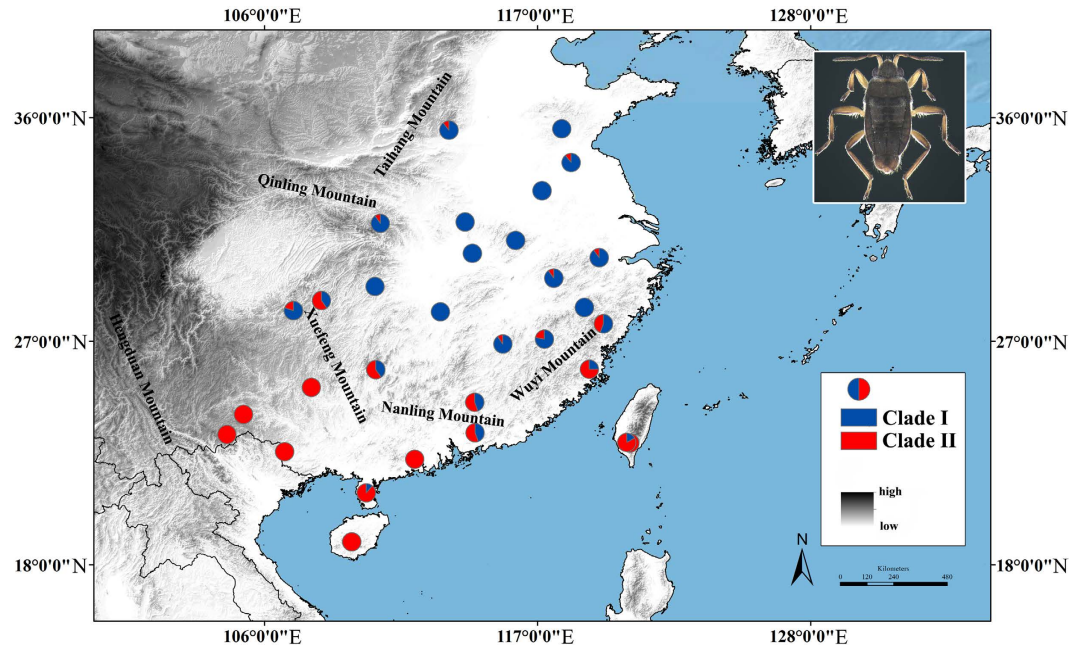 106°0'0"E 117°0'0"E 128°0'0"E
36°0'0"N 36°0'0"N
Taihang Mountain
Qinling Mountain
27°0'0"N 27°0'0"N
Hengduan Mountain
Xuefeng Mountain
Wuyi Mountain
Nanling Mountain
Clade I
Clade II
high
low
18°0'0"N 18°0'0"N
N
Kilometers
0 120 240 480
106°0'0"E 117°0'0"E 128°0'0"E